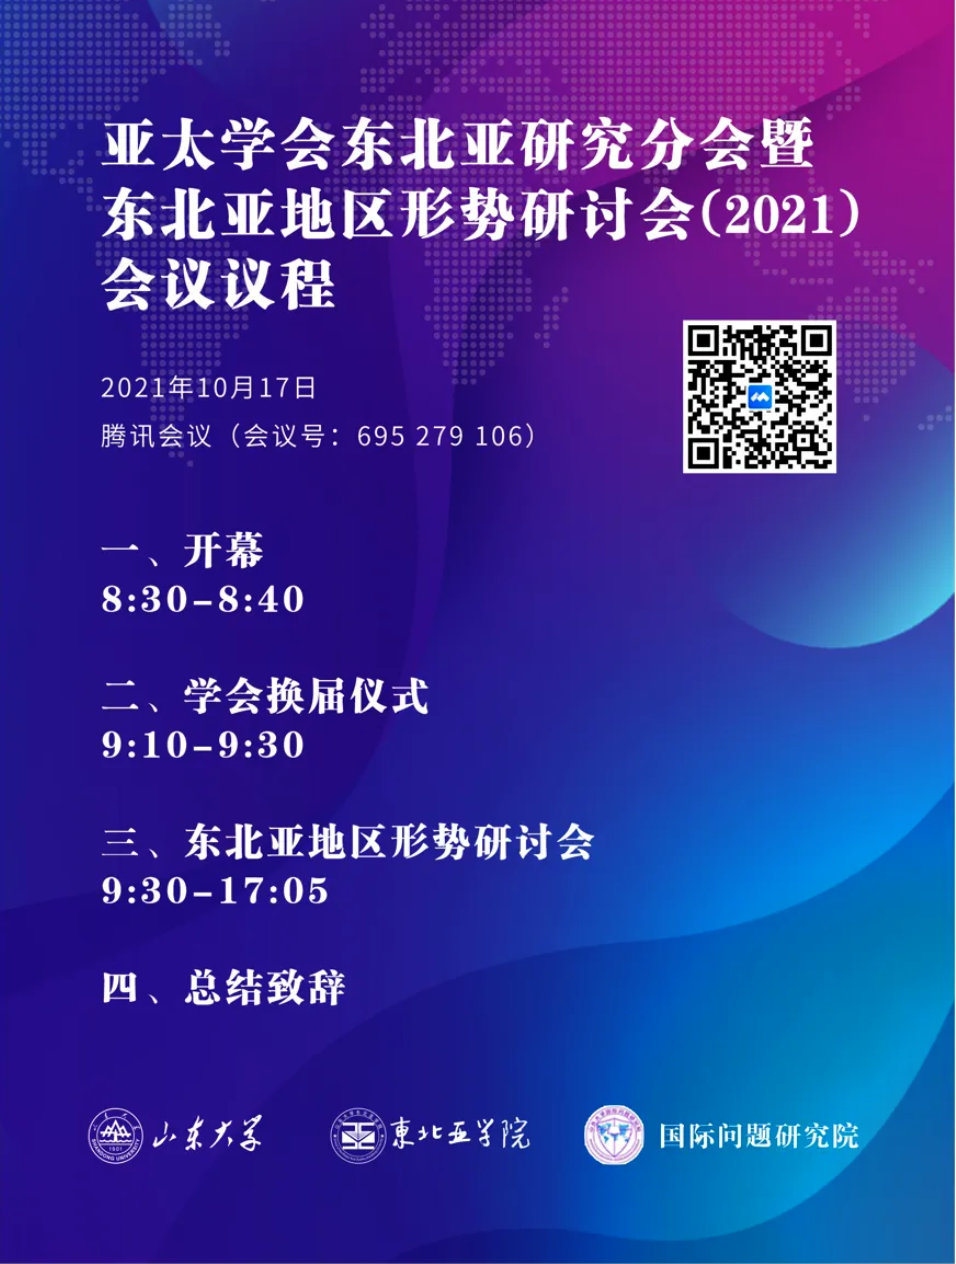 亚太学会东北亚研究分会暨
东北亚地区形势研讨会(2021)
会议议程
2021年10月17日
腾讯会议（会议号：695 279 106）
一、开幕
8:30-8:40
二、学会换届仪式
9:10-9:30
三、东北亚地区形势研讨会
9:30-17:05
四、总结致辞
山东大学
SHANDONG UNIVERSITY
1901
東北亚学院
国际问题研究院